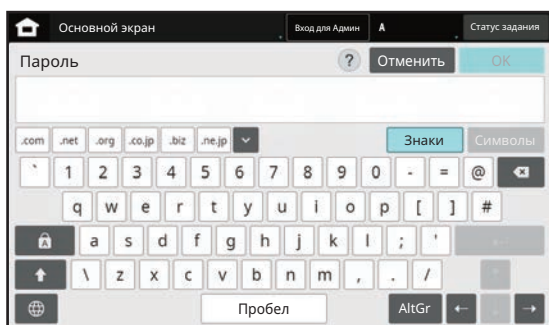 Основной экран Вход для Админ A Статус задания
Пароль ? Отменить OK
.com .net .org .co.jp .biz .ne.jp Знаки Символы
` 1 2 3 4 5 6 7 8 9 0 - = @
q w e r t y u i o p [ ] #
A a s d f g h j k l ; '
\ z x c v b n m , . /
Пробел AltGr ← ↓ →